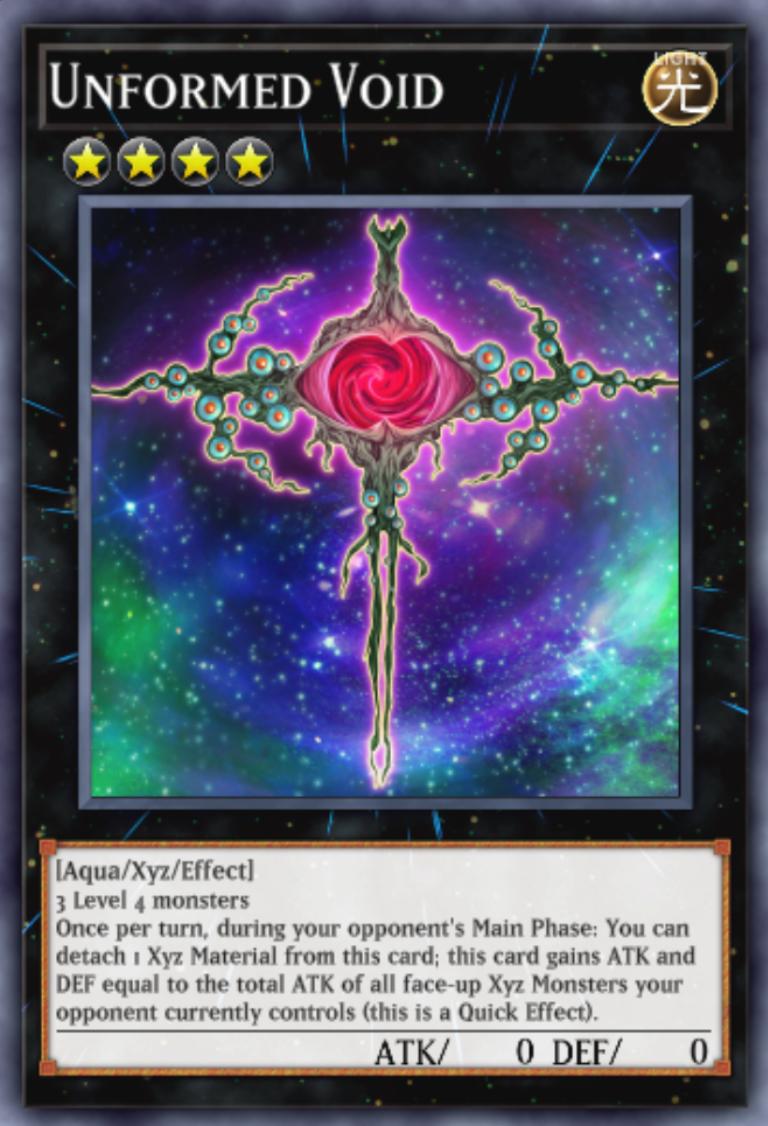 Unformed Void
LIGHT
光
[Aqua/Xyz/Effect]
3 Level 4 monsters
Once per turn, during your opponent's Main Phase: You can
detach 1 Xyz Material from this card; this card gains ATK and
DEF equal to the total ATK of all face-up Xyz Monsters your
opponent currently controls (this is a Quick Effect).
ATK/ 0 DEF/ 0